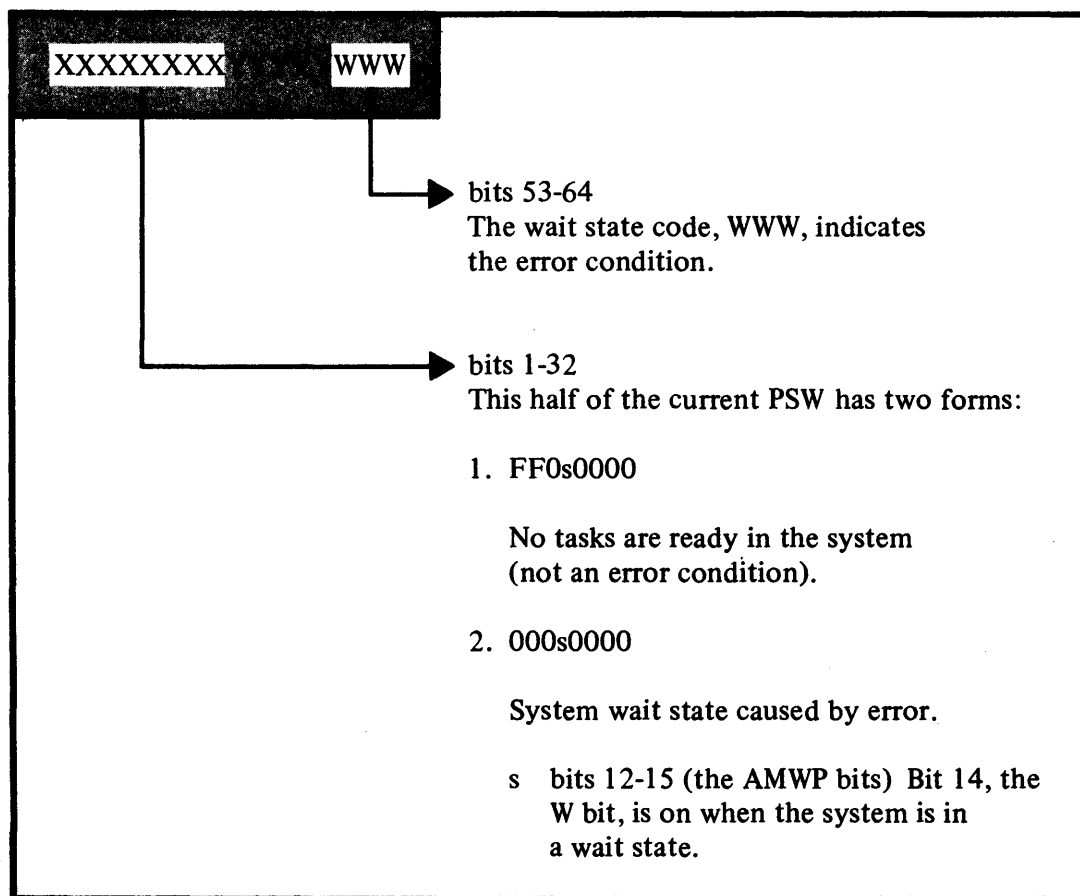 XXXXXXXX WWW
bits 53-64
The wait state code, WWW, indicates
the error condition.
bits 1-32
This half of the current PSW has two forms:
1. FF0s0000
No tasks are ready in the system
(not an error condition).
2. 000s0000
System wait state caused by error.
s bits 12-15 (the AMWP bits) Bit 14, the
W bit, is on when the system is in
a wait state.